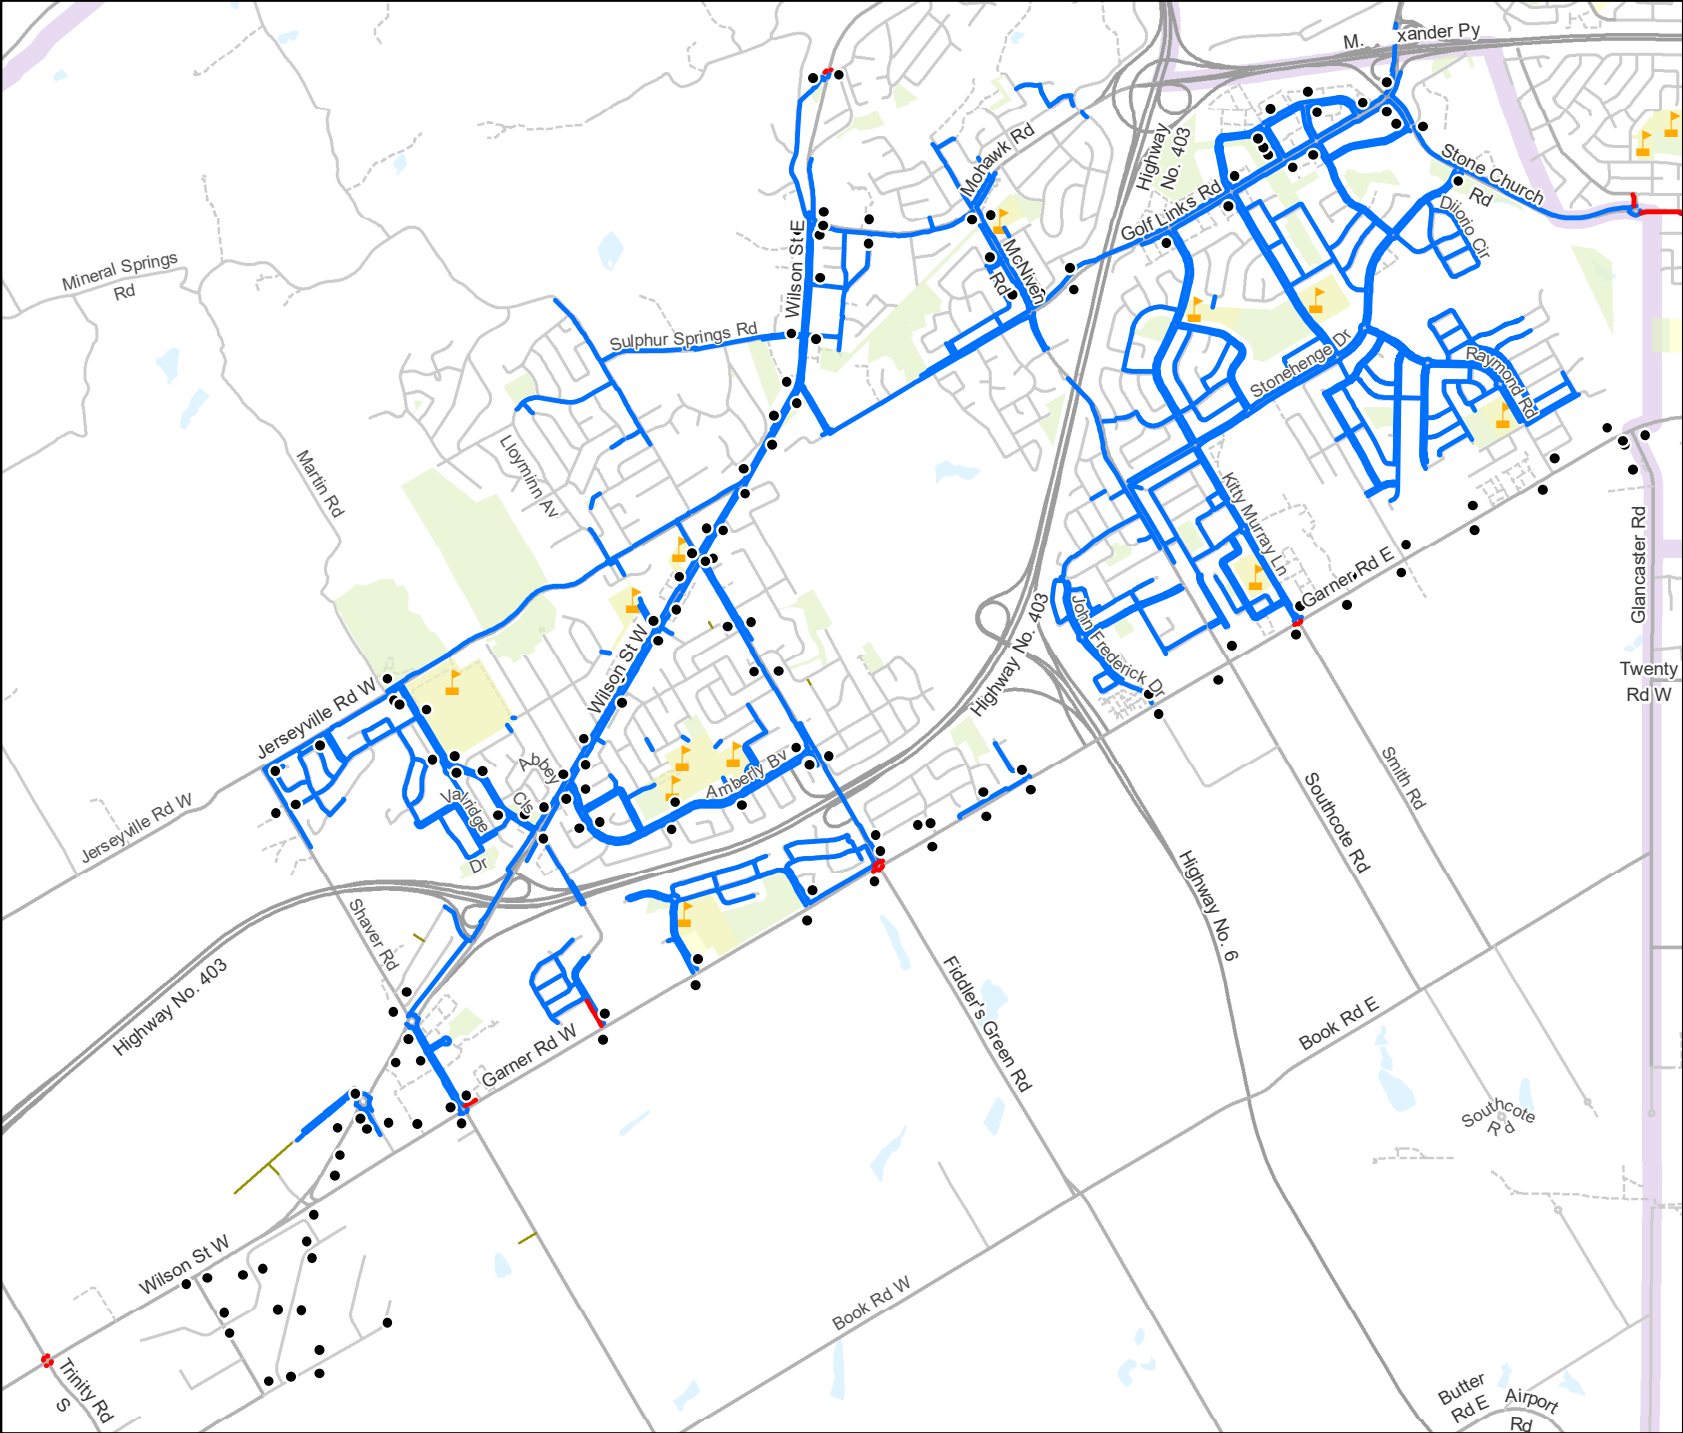 M.
xander Py
Highway
No. 403
Mohawk Rd
Stone Church
Rd
Golf Links Rd
Diiorio Cir
McNiven
Rd
Wilson St E
Mineral Springs
Rd
Sulphur Springs Rd
Stonehenge Dr
Raymond Rd
Lloyminn Av
Martin Rd
Kitty Murray Ln
Garner Rd E
Glancaster Rd
John Frederick Dr
Highway No. 403
Wilson St W
Twenty
Rd W
Jerseyville Rd W
Abbey
Cls
Amberly Bv
Valridge
Dr
Jerseyville Rd W
Southcote Rd
Smith Rd
Shaver Rd
Highway No. 6
Highway No. 403
Fiddler's Green Rd
Garner Rd W
Book Rd E
Southcote
Rd
Wilson St W
Book Rd W
Trinity Rd
S
Butter
Rd E
Airport
Rd